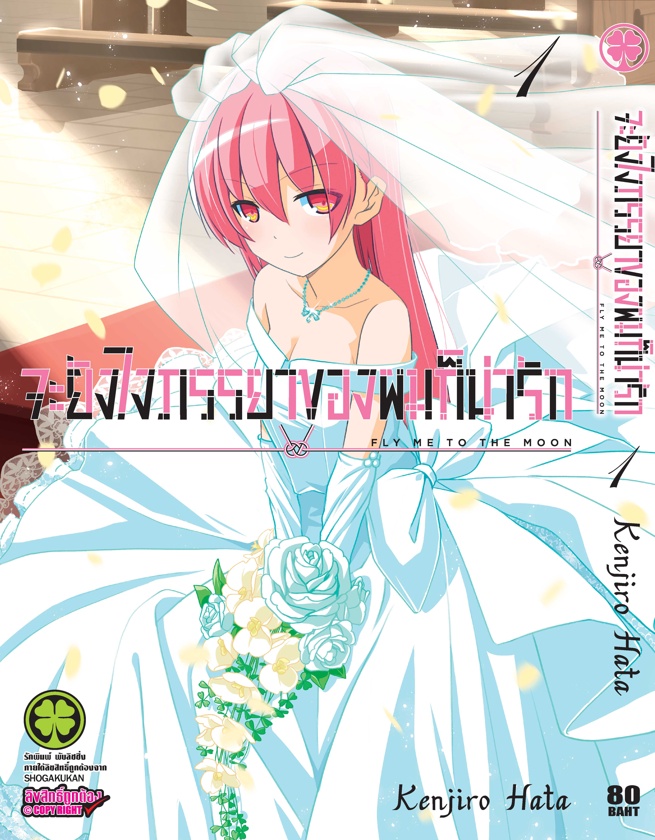 1
จะยังไงภรรยาของผมก็น่ารัก
FLY ME TO THE MOON
รักพิมพ์ พับลิชชิ่ง
ภายใต้ลิขสิทธิ์ถูกต้องจาก
SHOGAKUKAN
ลิขสิทธิ์ถูกต้อง
© COPY RIGHT
Kenjiro Hata
จะยังไงภรรยาของผมก็น่ารัก
FLY ME TO THE MOON
1
Kenjiro Hata
80
BAHT